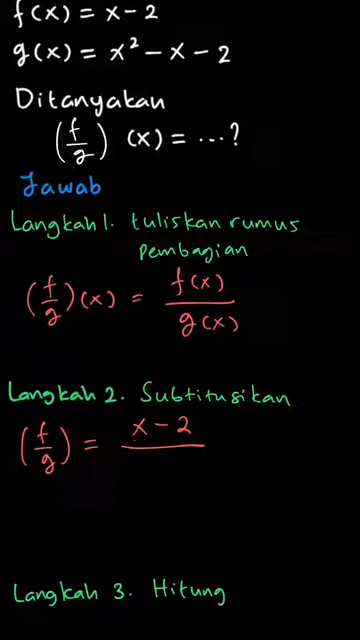 f(x) = x - 2
g(x) = x² - x - 2
Ditanyakan
(f/g) (x) = ...?
Jawab
Langkah 1. tuliskan rumus
pembagian
(f/g)(x) = f(x)/g(x)
Langkah 2. Subtitusikan
(f/g) = x - 2
Langkah 3. Hitung